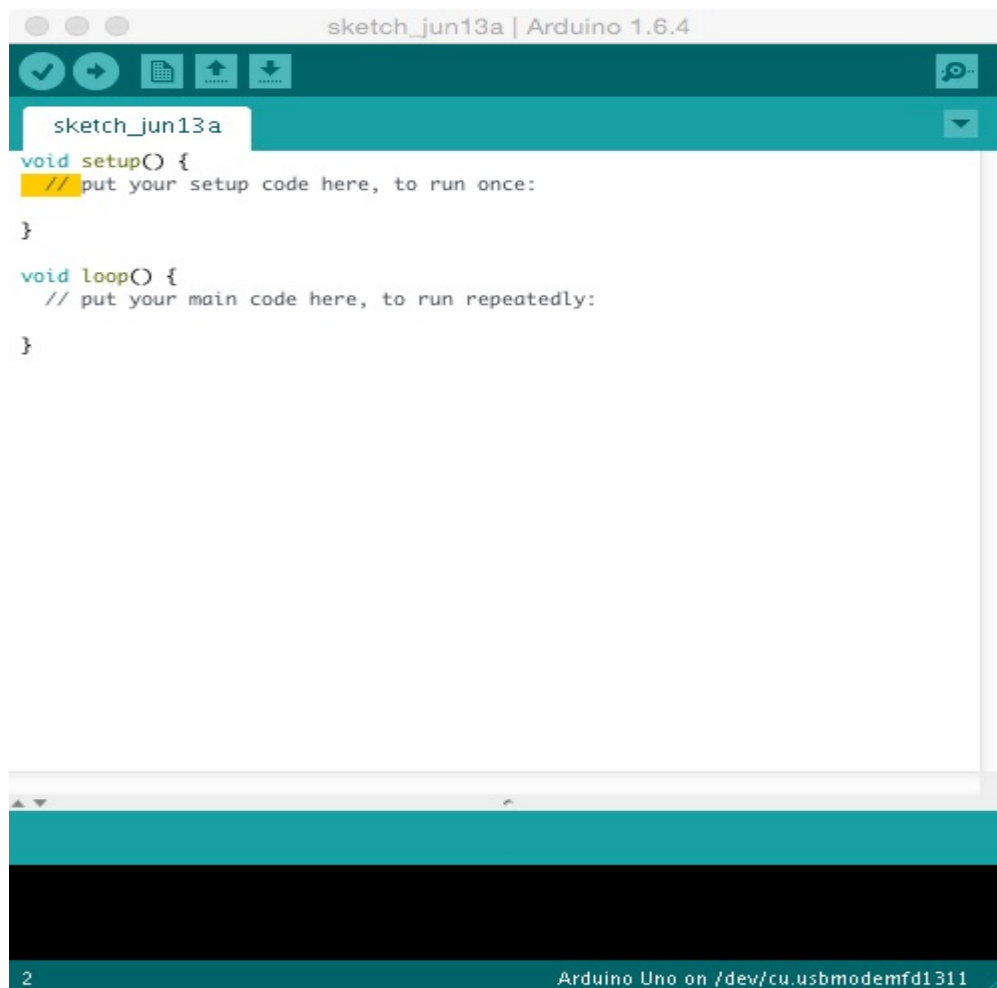 sketch_jun13a | Arduino 1.6.4
sketch_jun13a
void setup() {
  // put your setup code here, to run once:
}
void loop() {
  // put your main code here, to run repeatedly:
}
2
Arduino Uno on /dev/cu.usbmodemfd1311